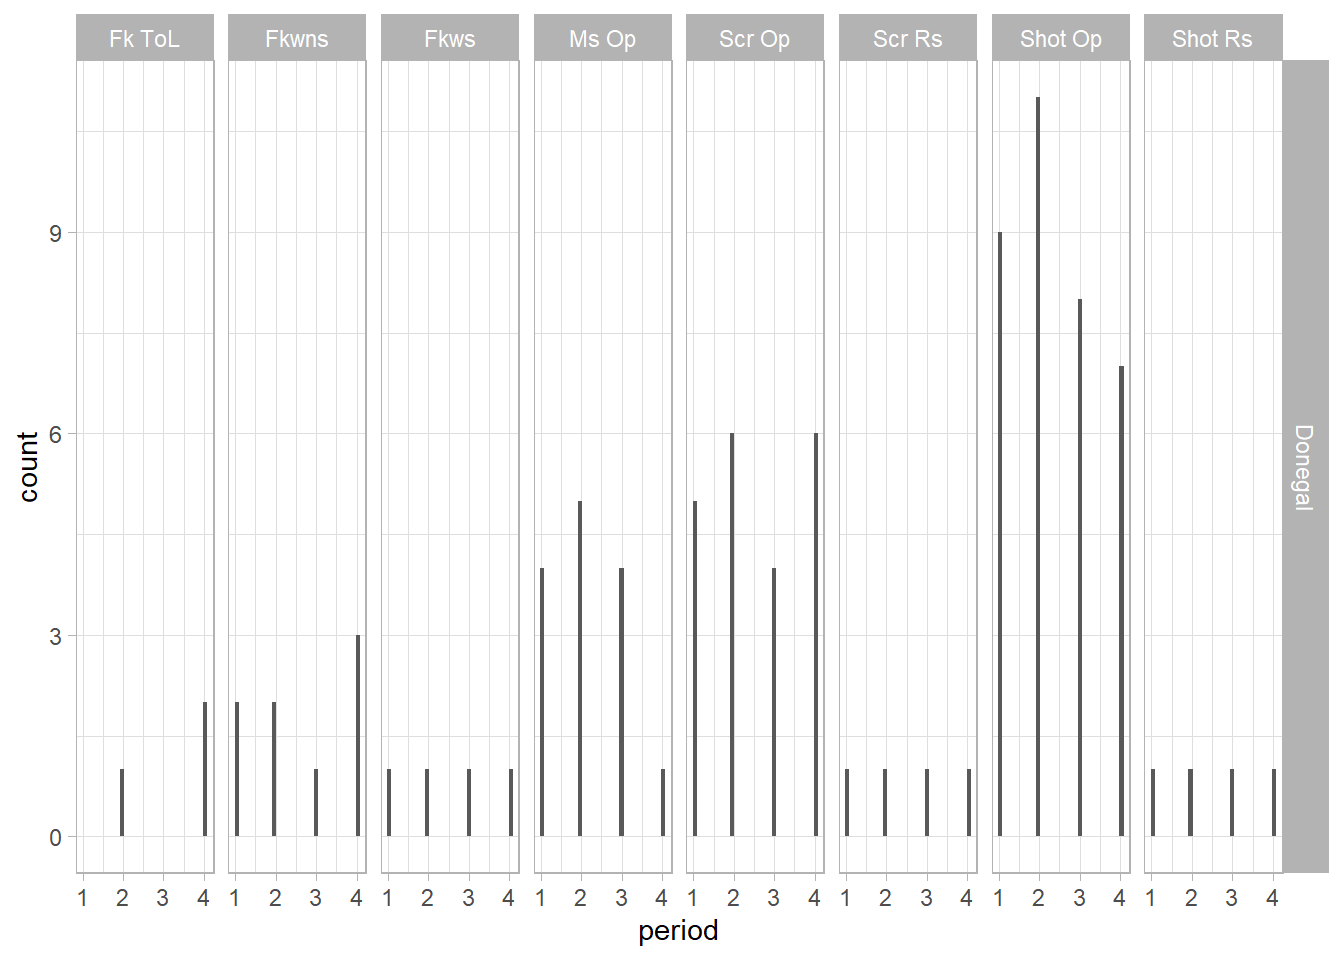 Fk ToL Fkwns Fkws Ms Op Scr Op Scr Rs Shot Op Shot Rs
9
6
3
0
count
Donegal
1 2 3 4 1 2 3 4 1 2 3 4 1 2 3 4 1 2 3 4 1 2 3 4 1 2 3 4 1 2 3 4
period